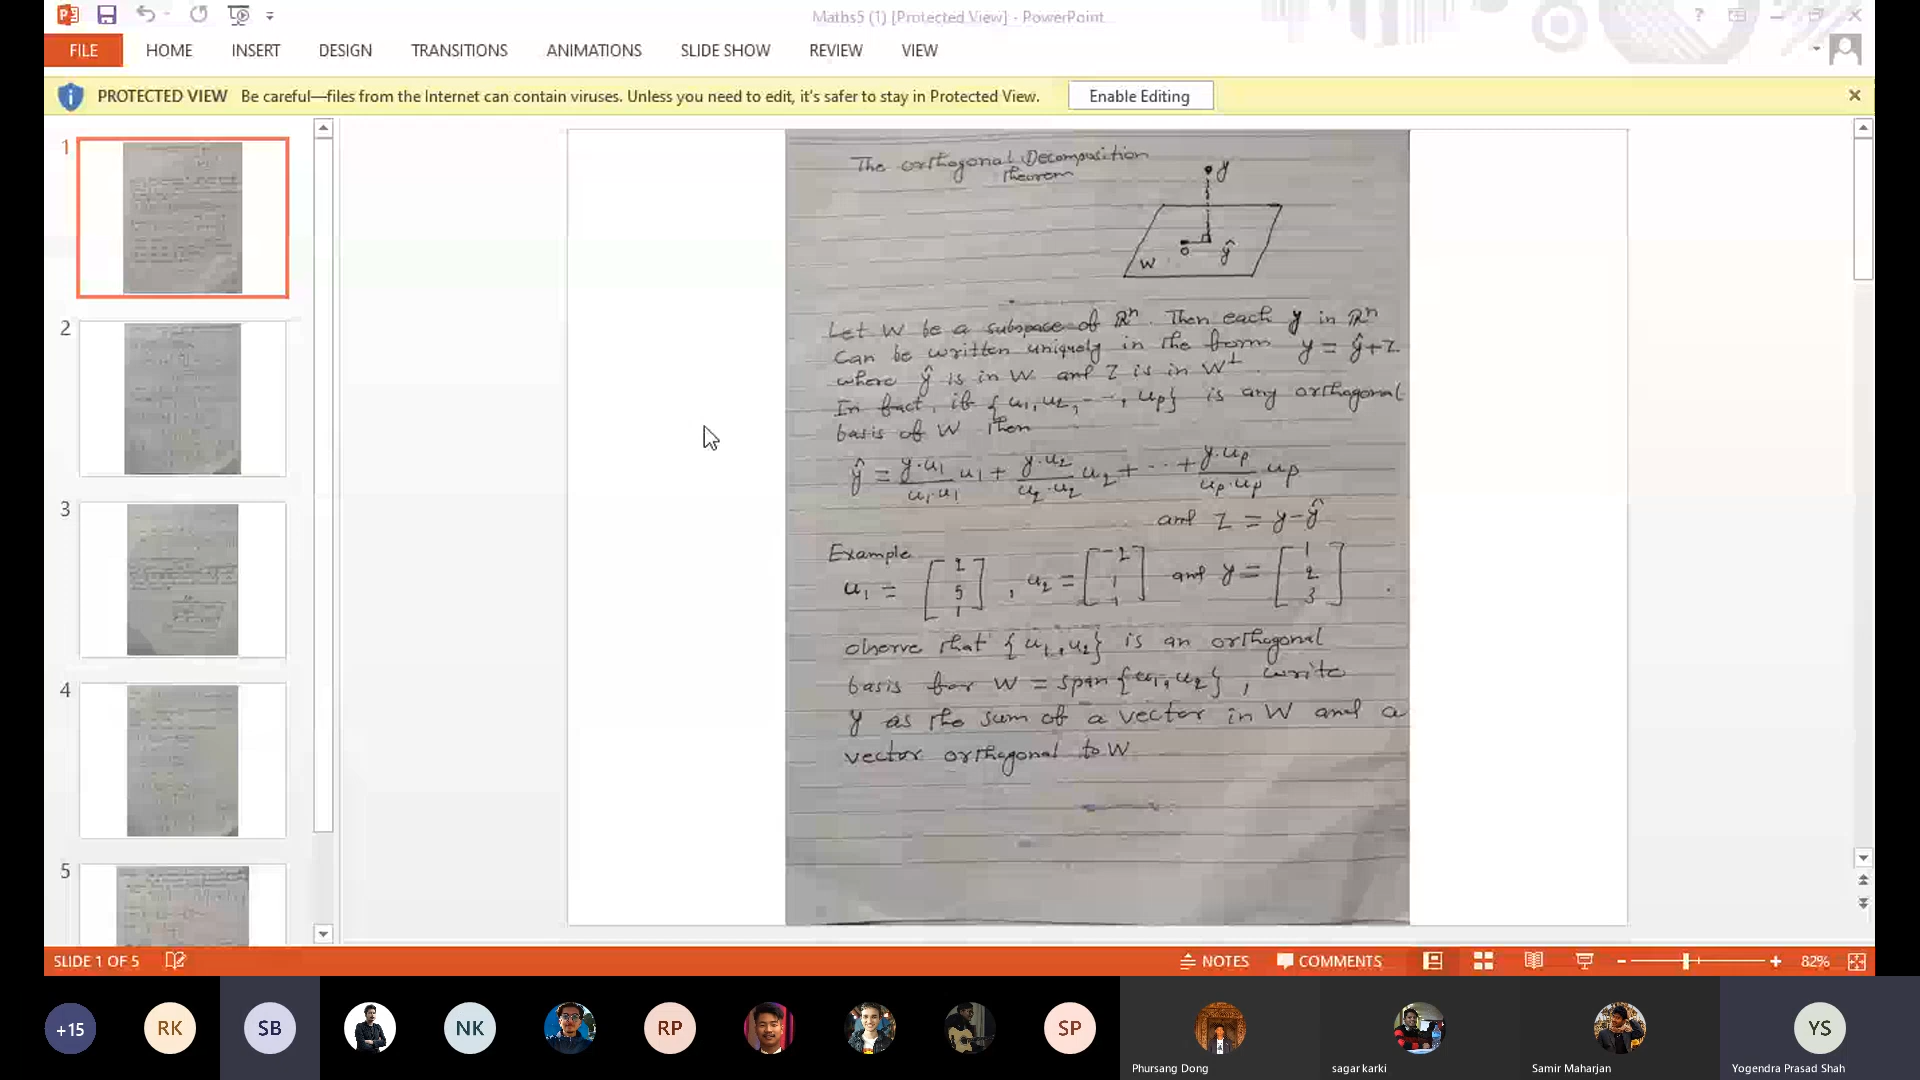 Maths5 (1) [Protected View] - PowerPoint
FILE HOME INSERT DESIGN TRANSITIONS ANIMATIONS SLIDE SHOW REVIEW VIEW
PROTECTED VIEW Be careful—files from the Internet can contain viruses. Unless you need to edit, it's safer to stay in Protected View. Enable Editing
1
2
3
4
5
The orthogonal Decomposition
Theorem
y
0 ŷ
W
Let W be a subspace of ℝⁿ. Then each y in ℝⁿ
Can be written uniquely in the form y = ŷ+z
where ŷ is in W and z is in W⊥.
In fact, if {u₁, u₂, ---, up} is any orthogonal
basis of W then
ŷ = y·u₁/u₁·u₁ u₁ + y·u₂/u₂·u₂ u₂ + ··· + y·up/up·up up
and z = y-ŷ
Example
u₁ = [2 5 1], u₂ = [-2 1 1] and y = [1 2 3].
observe that {u₁, u₂} is an orthogonal
basis for W = span{u₁, u₂}, write
y as the sum of a vector in W and a
vector orthogonal to W
SLIDE 1 OF 5 NOTES COMMENTS 82%
+15 RK SB NK RP SP YS
Phursang Dong sagar karki Samir Maharjan Yogendra Prasad Shah